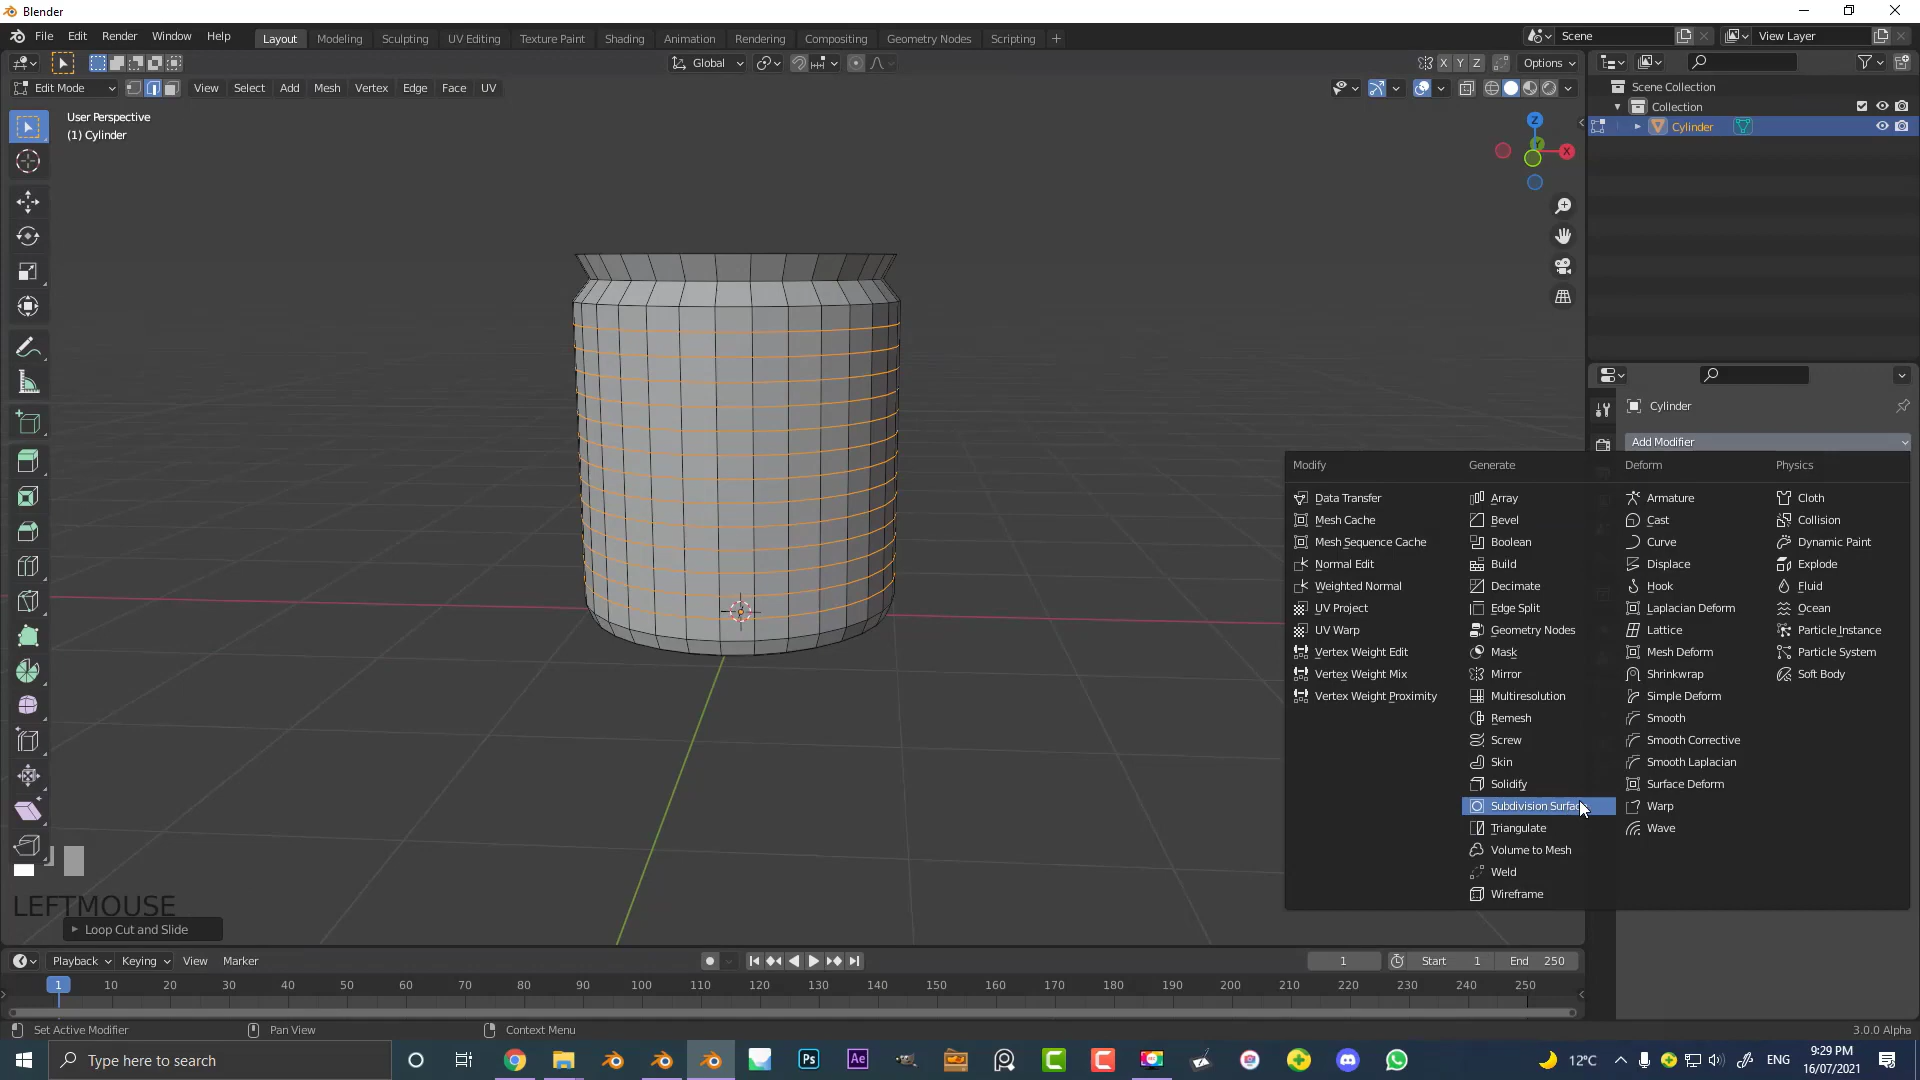 Blender
File Edit Render Window Help
Layout Modeling Sculpting UV Editing Texture Paint Shading Animation Rendering Compositing Geometry Nodes Scripting +
Scene View Layer
Global X Y Z Options
Edit Mode View Select Add Mesh Vertex Edge Face UV
User Perspective
(1) Cylinder
Z
X
Scene Collection
Collection
Cylinder
Cylinder
Add Modifier
Modify Generate Deform Physics
Data Transfer Array Armature Cloth
Mesh Cache Bevel Cast Collision
Mesh Sequence Cache Boolean Curve Dynamic Paint
Normal Edit Build Displace Explode
Weighted Normal Decimate Hook Fluid
UV Project Edge Split Laplacian Deform Ocean
UV Warp Geometry Nodes Lattice Particle Instance
Vertex Weight Edit Mask Mesh Deform Particle System
Vertex Weight Mix Mirror Shrinkwrap Soft Body
Vertex Weight Proximity Multiresolution Simple Deform
Remesh Smooth
Screw Smooth Corrective
Skin Smooth Laplacian
Solidify Surface Deform
Subdivision Surface Warp
Triangulate Wave
Volume to Mesh
Weld
Wireframe
LEFTMOUSE
Loop Cut and Slide
Playback Keying View Marker 1 Start 1 End 250
1 10 20 30 40 50 60 70 80 90 100 110 120 130 140 150 160 170 180 190 200 210 220 230 240 250
Set Active Modifier Pan View Context Menu 3.0.0 Alpha
Type here to search Ps Ae 12°C ENG 9:29 PM
16/07/2021